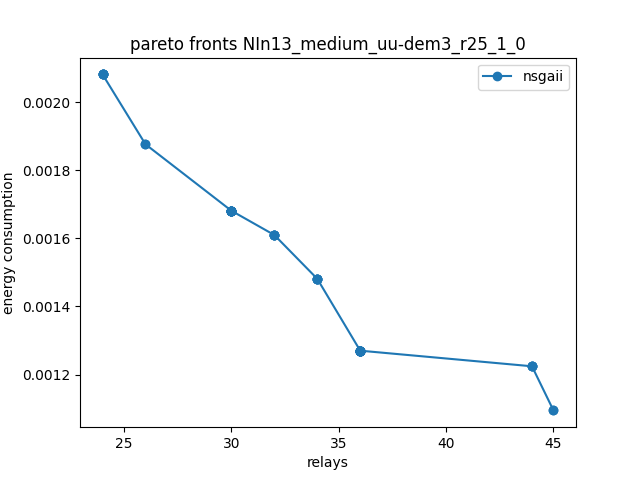 pareto fronts NIn13_medium_uu-dem3_r25_1_0
nsgaii
energy consumption
0.0020
0.0018
0.0016
0.0014
0.0012
25
30
35
40
45
relays